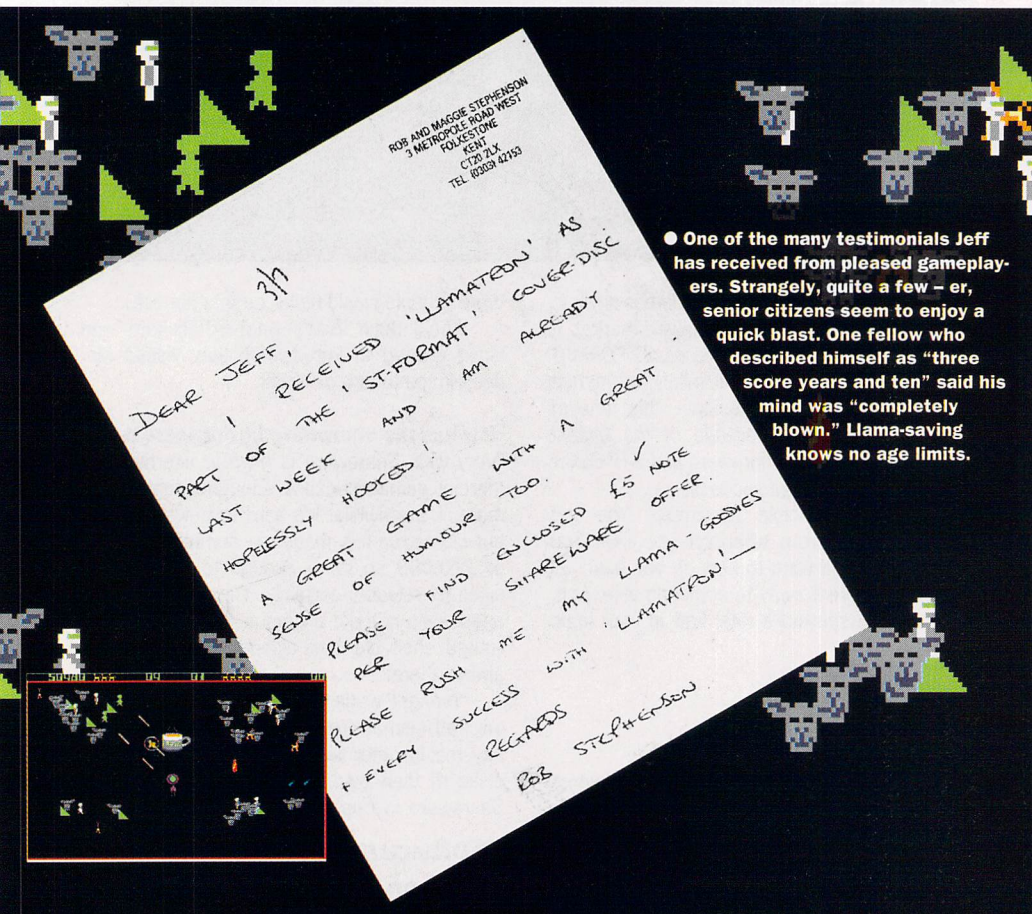 ROB AND MAGGIE STEPHENSON
3 METROPOLE ROAD WEST
FOLKESTONE
KENT
CT20 2LX
TEL. (0303) 42153
3/7
DEAR JEFF,
I RECEIVED 'LLAMATRON' AS
PART OF THE 'ST-FORMAT' COVER-DISC
LAST WEEK AND AM ALREADY
HOPELESSLY HOOKED.
A GREAT GAME WITH A GREAT
SENSE OF HUMOUR TOO.
PLEASE FIND ENCLOSED £5 NOTE
PER YOUR SHAREWARE OFFER.
PLEASE RUSH ME MY LLAMA-GOODIES
+ EVERY SUCCESS WITH 'LLAMATRON' —
REGARDS
ROB STEPHENSON
● One of the many testimonials Jeff
has received from pleased gameplay-
ers. Strangely, quite a few – er,
senior citizens seem to enjoy a
quick blast. One fellow who
described himself as “three
score years and ten” said his
mind was “completely
blown.” Llama-saving
knows no age limits.